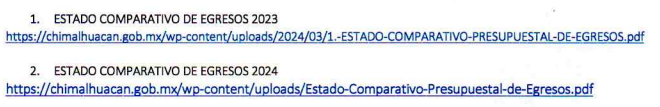 1. ESTADO COMPARATIVO DE EGRESOS 2023
https://chimalhuacan.gob.mx/wp-content/uploads/2024/03/1.-ESTADO-COMPARATIVO-PRESUPUESTAL-DE-EGRESOS.pdf
2. ESTADO COMPARATIVO DE EGRESOS 2024
https://chimalhuacan.gob.mx/wp-content/uploads/Estado-Comparativo-Presupuestal-de-Egresos.pdf